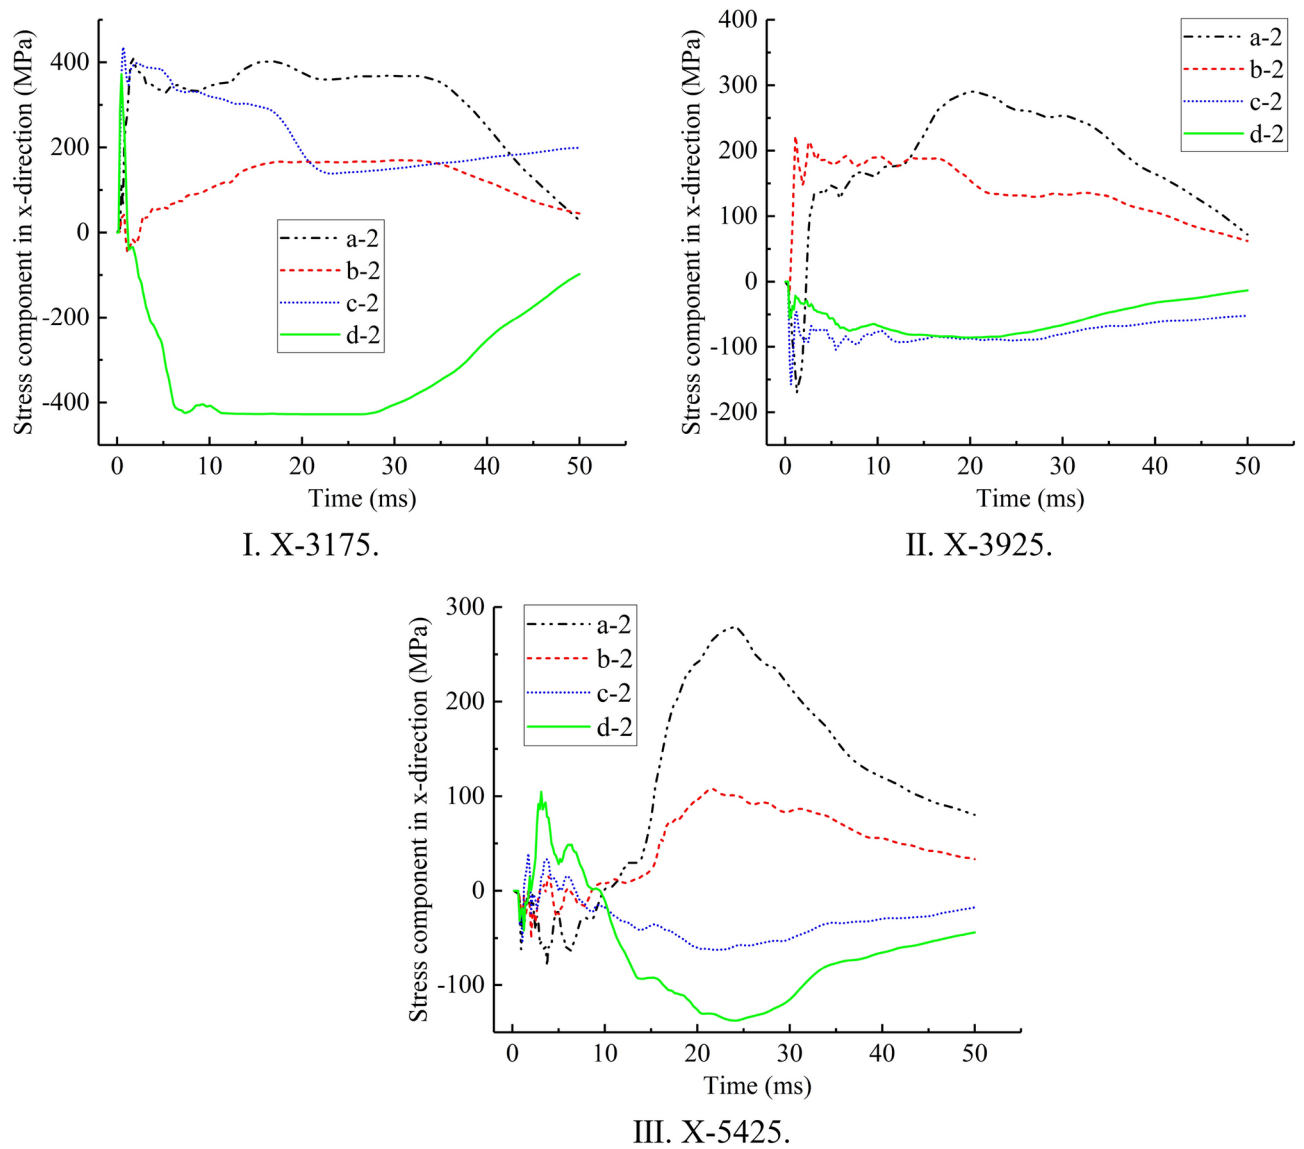 Stress component in x-direction (MPa)
400
200
0
-200
-400
a-2
b-2
c-2
d-2
0 10 20 30 40 50
Time (ms)
I. X-3175.
Stress component in x-direction (MPa)
400
300
200
100
0
-100
-200
a-2
b-2
c-2
d-2
0 10 20 30 40 50
Time (ms)
II. X-3925.
Stress component in x-direction (MPa)
300
200
100
0
-100
a-2
b-2
c-2
d-2
0 10 20 30 40 50
Time (ms)
III. X-5425.